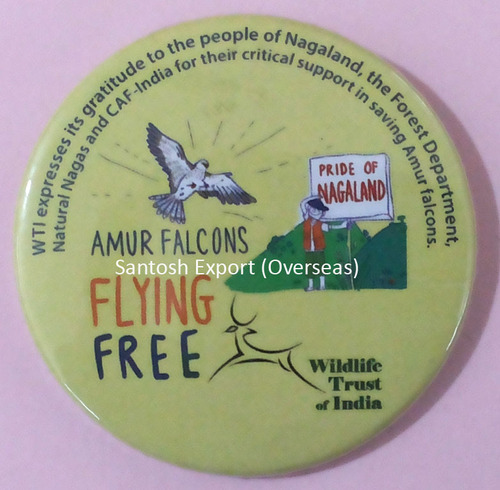 WTI expresses its gratitude to the people of Nagaland, the Forest Department,
Natural Nagas and CAF-India for their critical support in saving Amur falcons.
PRIDE OF
NAGALAND
AMUR FALCONS
Santosh Export (Overseas)
FLYING
FREE
Wildlife
Trust
of India